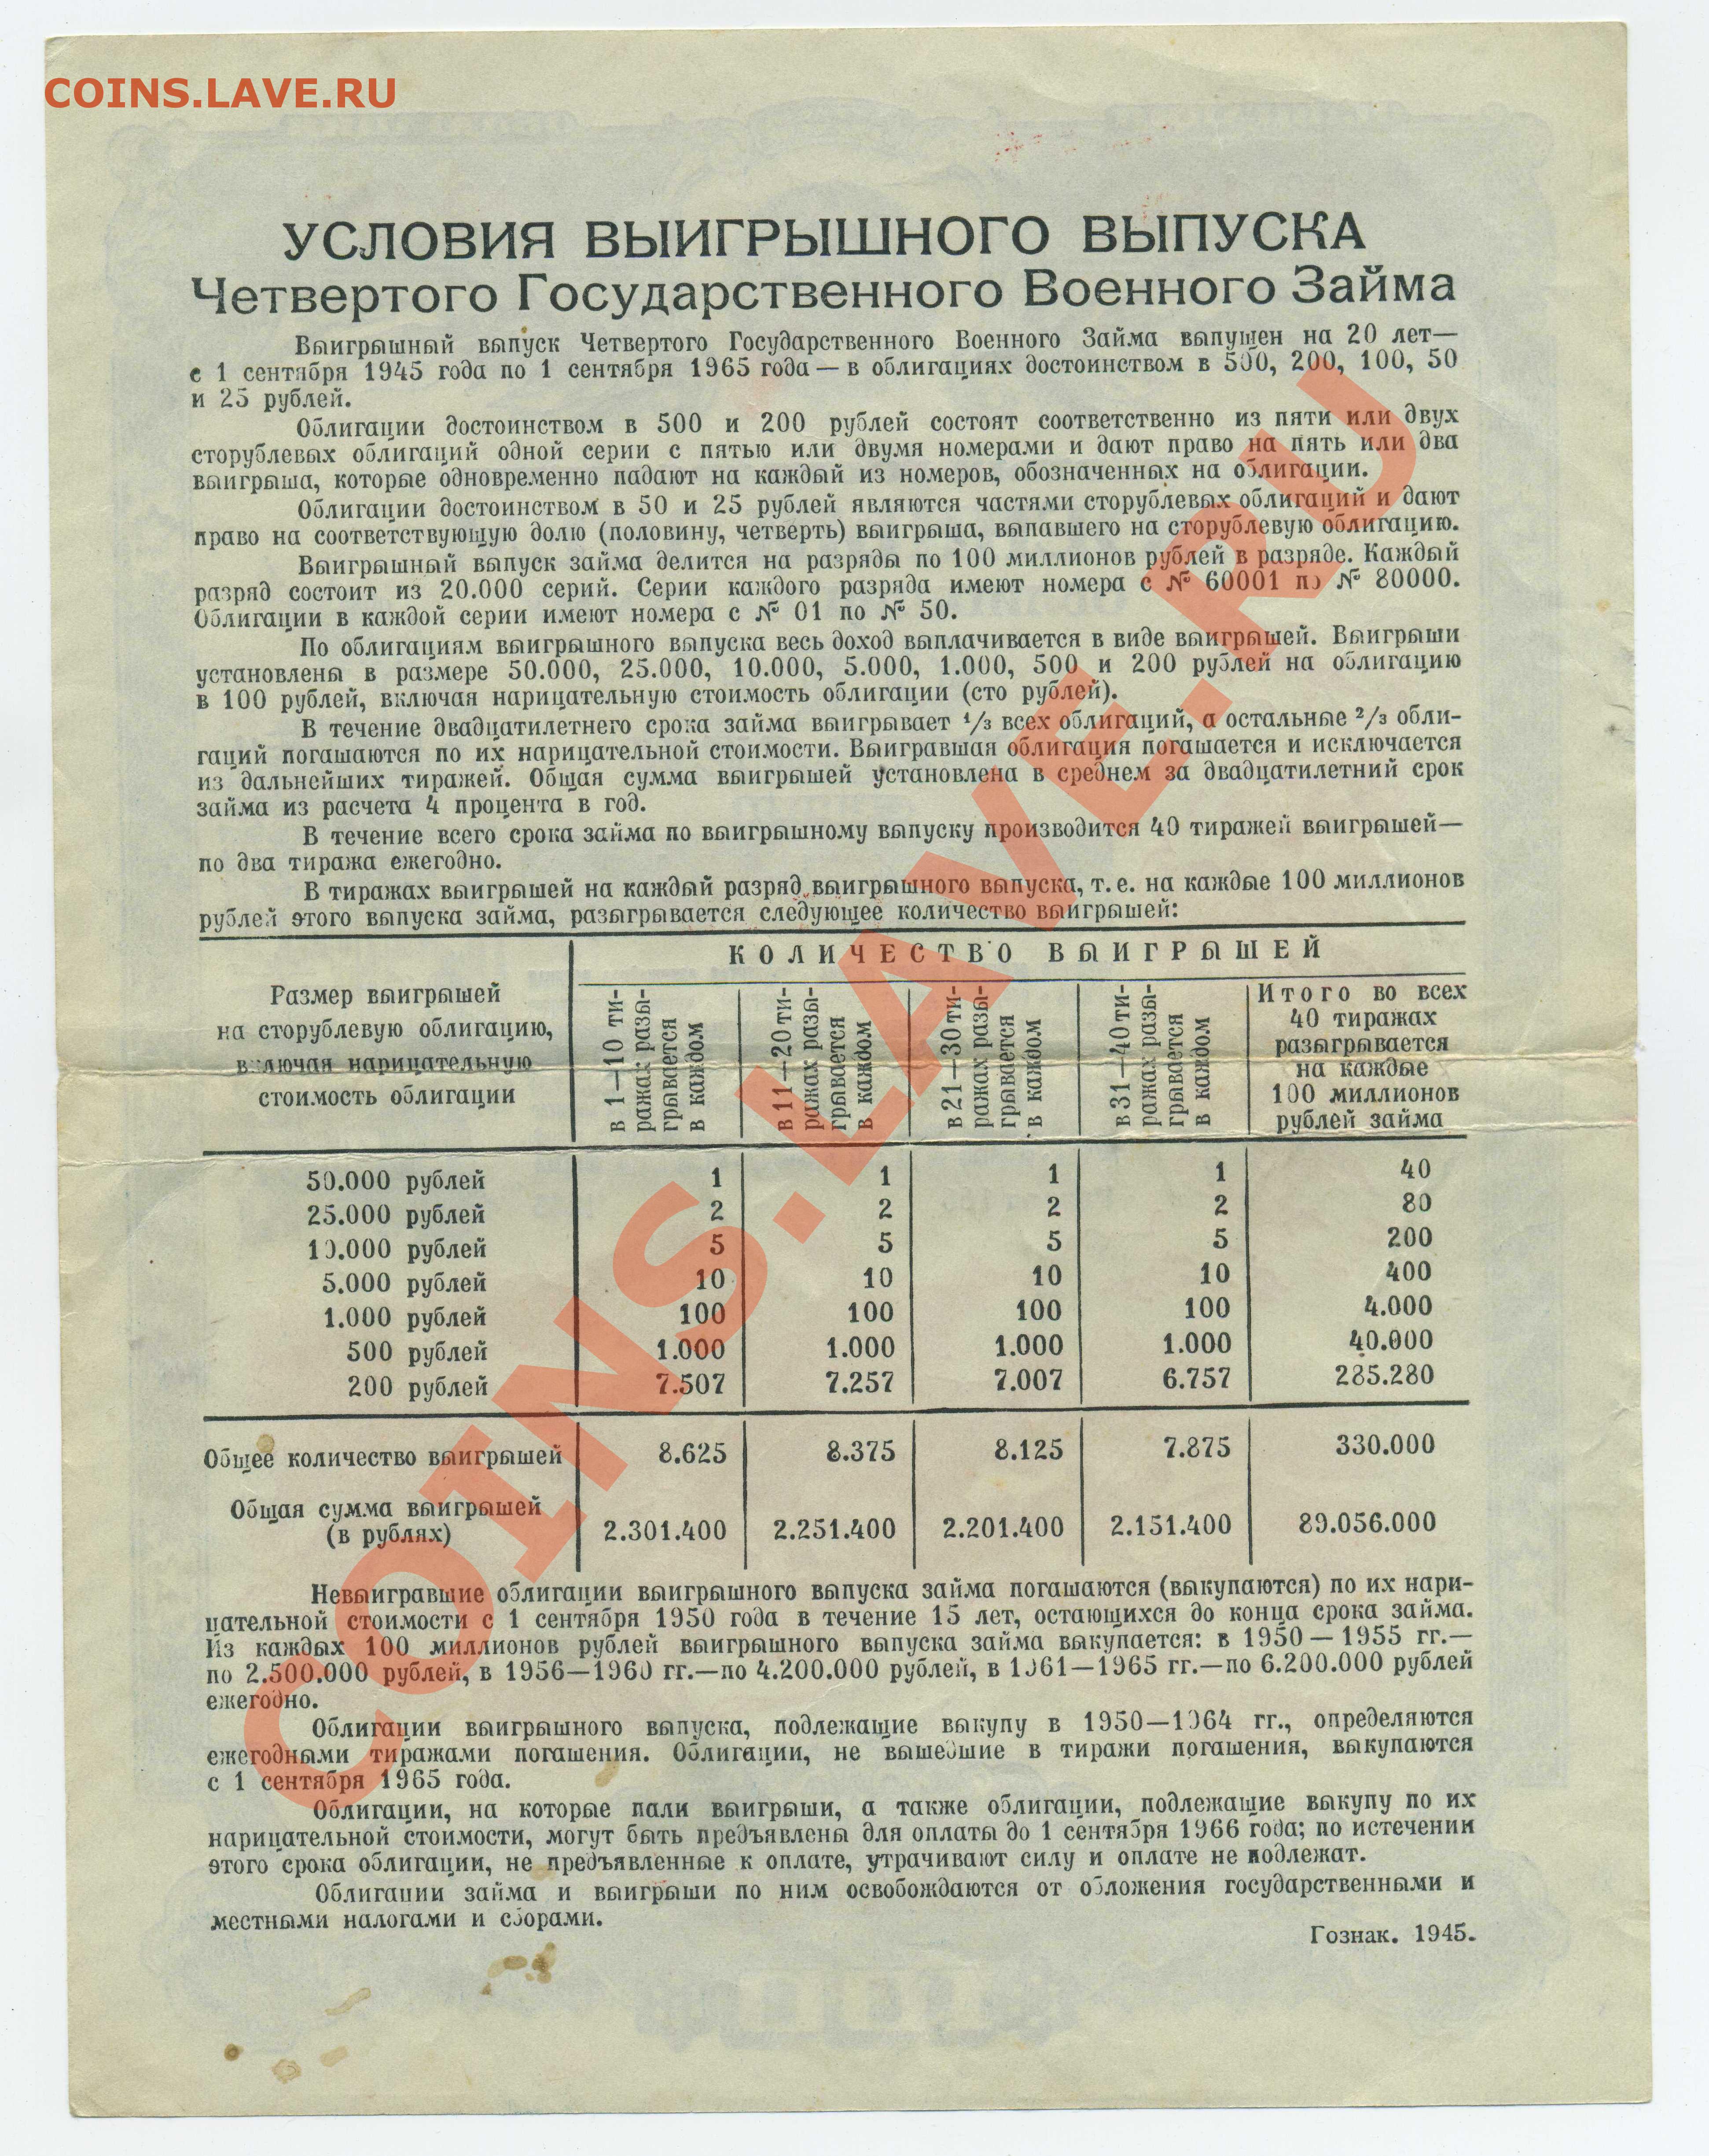 COINS.LAVE.RU
УСЛОВИЯ ВЫИГРЫШНОГО ВЫПУСКА
Четвертого Государственного Военного Займа
Выигрышный выпуск Четвертого Государственного Военного Займа выпущен на 20 лет—
с 1 сентября 1945 года по 1 сентября 1965 года — в облигациях достоинством в 500, 200, 100, 50
и 25 рублей.
Облигации достоинством в 500 и 200 рублей состоят соответственно из пяти или двух
сторублевых облигаций одной серии с пятью или двумя номерами и дают право на пять или два
выигрыша, которые одновременно падают на каждый из номеров, обозначенных на облигации.
Облигации достоинством в 50 и 25 рублей являются частями сторублевых облигаций и дают
право на соответствующую долю (половину, четверть) выигрыша, выпавшего на сторублевую облигацию.
Выигрышный выпуск займа делится на разряды по 100 миллионов рублей в разряде. Каждый
разряд состоит из 20.000 серий. Серии каждого разряда имеют номера с № 60001 по № 80000.
Облигации в каждой серии имеют номера с № 01 по № 50.
По облигациям выигрышного выпуска весь доход выплачивается в виде выигрышей. Выигрыши
установлены в размере 50.000, 25.000, 10.000, 5.000, 1.000, 500 и 200 рублей на облигацию
в 100 рублей, включая нарицательную стоимость облигации (сто рублей).
В течение двадцатилетнего срока займа выигрывает 1/3 всех облигаций, а остальные 2/3 обли-
гаций погашаются по их нарицательной стоимости. Выигравшая облигация погашается и исключается
из дальнейших тиражей. Общая сумма выигрышей установлена в среднем за двадцатилетний срок
займа из расчета 4 процента в год.
В течение всего срока займа по выигрышному выпуску производится 40 тиражей выигрышей—
по два тиража ежегодно.
В тиражах выигрышей на каждый разряд выигрышного выпуска, т. е. на каждые 100 миллионов
рублей этого выпуска займа, разыгрывается следующее количество выигрышей:
Размер выигрышей
на сторублевую облигацию,
включая нарицательную
стоимость облигации
КОЛИЧЕСТВО ВЫИГРЫШЕЙ
в 1—10 ти-
ражах разы-
грывается
в каждом
в 11—20 ти-
ражах разы-
грывается
в каждом
в 21—30 ти-
ражах разы-
грывается
в каждом
в 31—40 ти-
ражах разы-
грывается
в каждом
Итого во всех
40 тиражах
разыгрывается
на каждые
100 миллионов
рублей займа
50.000 рублей 1 1 1 1 40
25.000 рублей 2 2 2 2 80
10.000 рублей 5 5 5 5 200
5.000 рублей 10 10 10 10 400
1.000 рублей 100 100 100 100 4.000
500 рублей 1.000 1.000 1.000 1.000 40.000
200 рублей 7.507 7.257 7.007 6.757 285.280
Общее количество выигрышей 8.625 8.375 8.125 7.875 330.000
Общая сумма выигрышей
(в рублях) 2.301.400 2.251.400 2.201.400 2.151.400 89.056.000
Невыигравшие облигации выигрышного выпуска займа погашаются (выкупаются) по их нари-
цательной стоимости с 1 сентября 1950 года в течение 15 лет, остающихся до конца срока займа.
Из каждых 100 миллионов рублей выигрышного выпуска займа выкупается: в 1950 — 1955 гг.—
по 2.500.000 рублей, в 1956—1960 гг.—по 4.200.000 рублей, в 1961—1965 гг.—по 6.200.000 рублей
ежегодно.
Облигации выигрышного выпуска, подлежащие выкупу в 1950—1964 гг., определяются
ежегодными тиражами погашения. Облигации, не вышедшие в тиражи погашения, выкупаются
с 1 сентября 1965 года.
Облигации, на которые пали выигрыши, а также облигации, подлежащие выкупу по их
нарицательной стоимости, могут быть предъявлены для оплаты до 1 сентября 1966 года; по истечении
этого срока облигации, не предъявленные к оплате, утрачивают силу и оплате не подлежат.
Облигации займа и выигрыши по ним освобождаются от обложения государственными и
местными налогами и сборами.
Гознак. 1945.
COINS.LAVE.RU